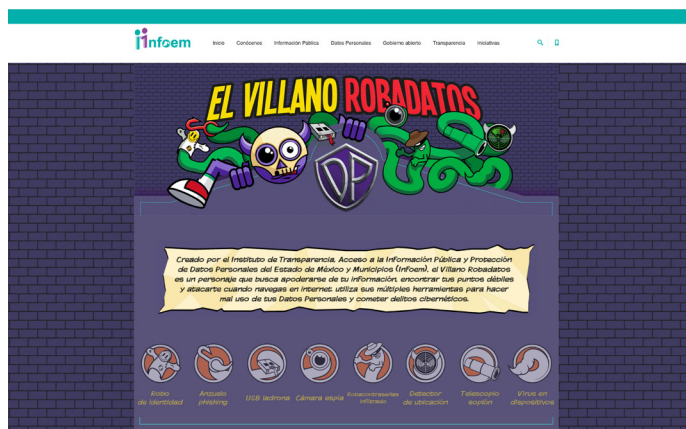 infoem
Inicio Conócenos Información Pública Datos Personales Gobierno abierto Transparencia Iniciativas
EL VILLANO ROBADATOS
DP
Creado por el Instituto de Transparencia, Acceso a la Información Pública y Protección
de Datos Personales del Estado de México y Municipios (Infoem), el Villano Robadatos
es un personaje que busca apoderarse de tu información, encontrar tus puntos débiles
y atacarte cuando navegas en internet, utiliza sus múltiples herramientas para hacer
mal uso de tus Datos Personales y cometer delitos cibernéticos.
Robo
de identidad
Anzuelo
phishing
USB ladrona
Cámara espía
Robacontraseñas
infiltrado
Detector
de ubicación
Telescopio
soplón
Virus en
dispositivos